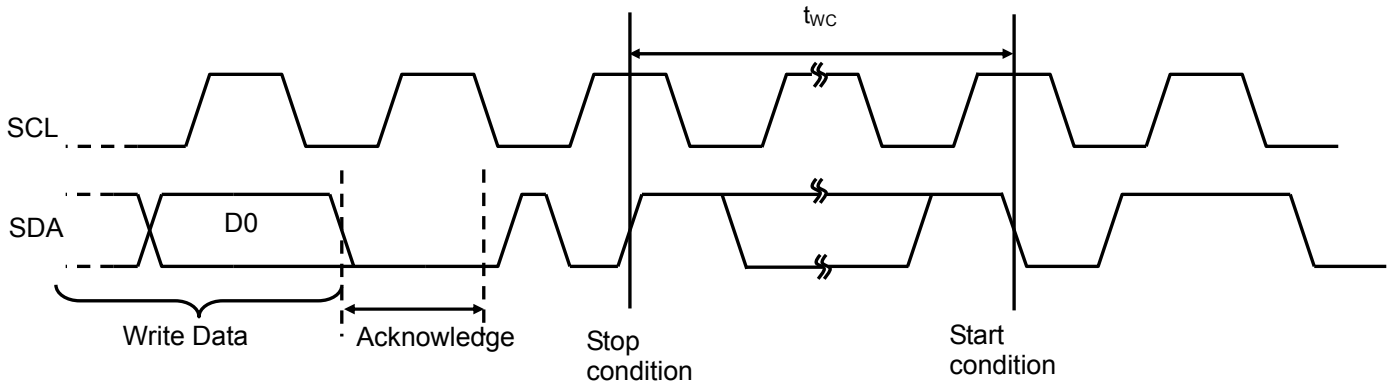 tWC
SCL
SDA
D0
Write Data
Acknowledge
Stop
condition
Start
condition